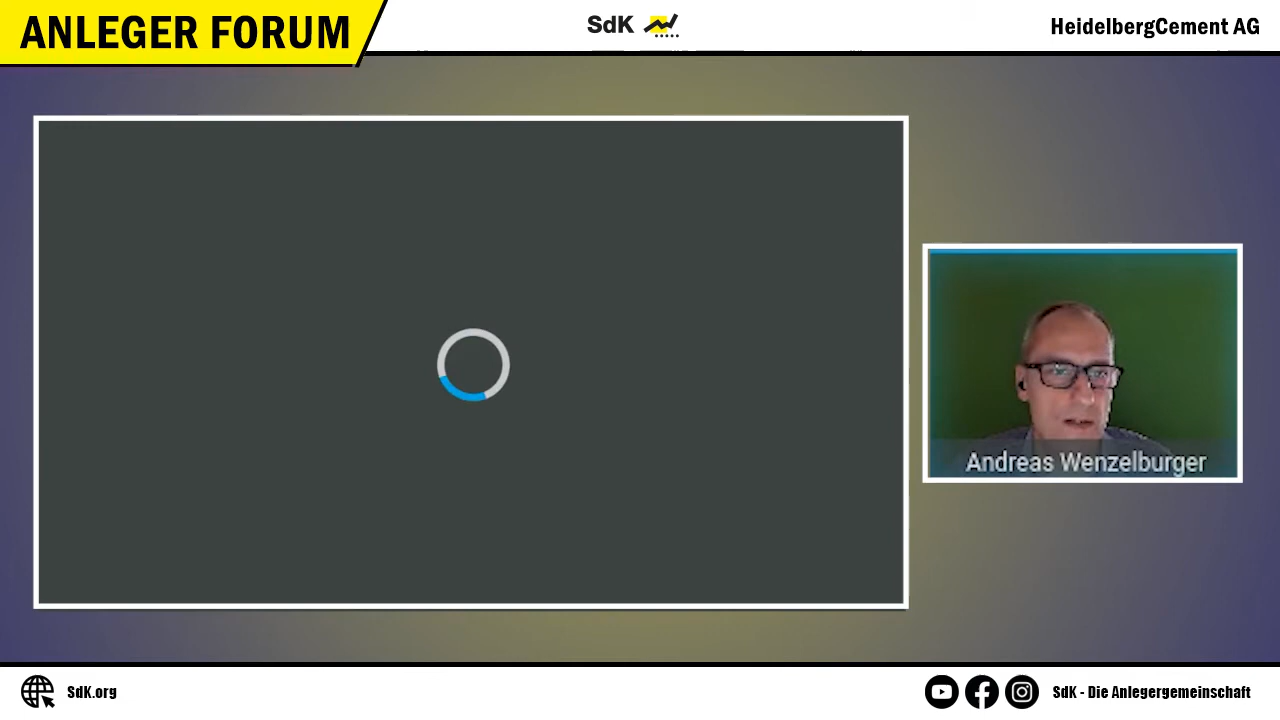 ANLEGER FORUM
SdK
HeidelbergCement AG
Andreas Wenzelburger
SdK.org
SdK - Die Anlegergemeinschaft